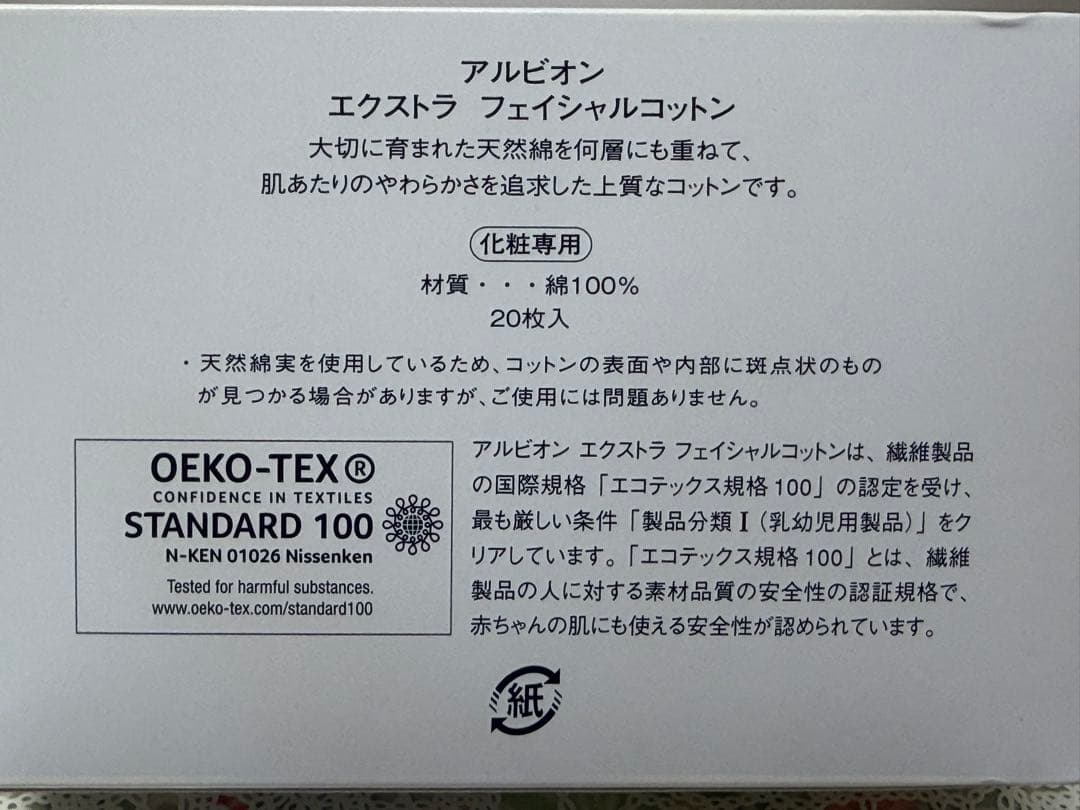 アルビオン
エクストラ フェイシャルコットン
大切に育まれた天然綿を何層にも重ねて、
肌あたりのやわらかさを追求した上質なコットンです。
化粧専用
材質・・・綿100%
20枚入
・天然綿実を使用しているため、コットンの表面や内部に斑点状のもの
が見つかる場合がありますが、ご使用には問題ありません。
OEKO-TEX®
CONFIDENCE IN TEXTILES
STANDARD 100
N-KEN 01026 Nissenken
Tested for harmful substances.
www.oeko-tex.com/standard100
アルビオン エクストラ フェイシャルコットンは、繊維製品
の国際規格「エコテックス規格100」の認定を受け、
最も厳しい条件「製品分類Ⅰ（乳幼児用製品）」をク
リアしています。「エコテックス規格100」とは、繊維
製品の人に対する素材品質の安全性の認証規格で、
赤ちゃんの肌にも使える安全性が認められています。
紙